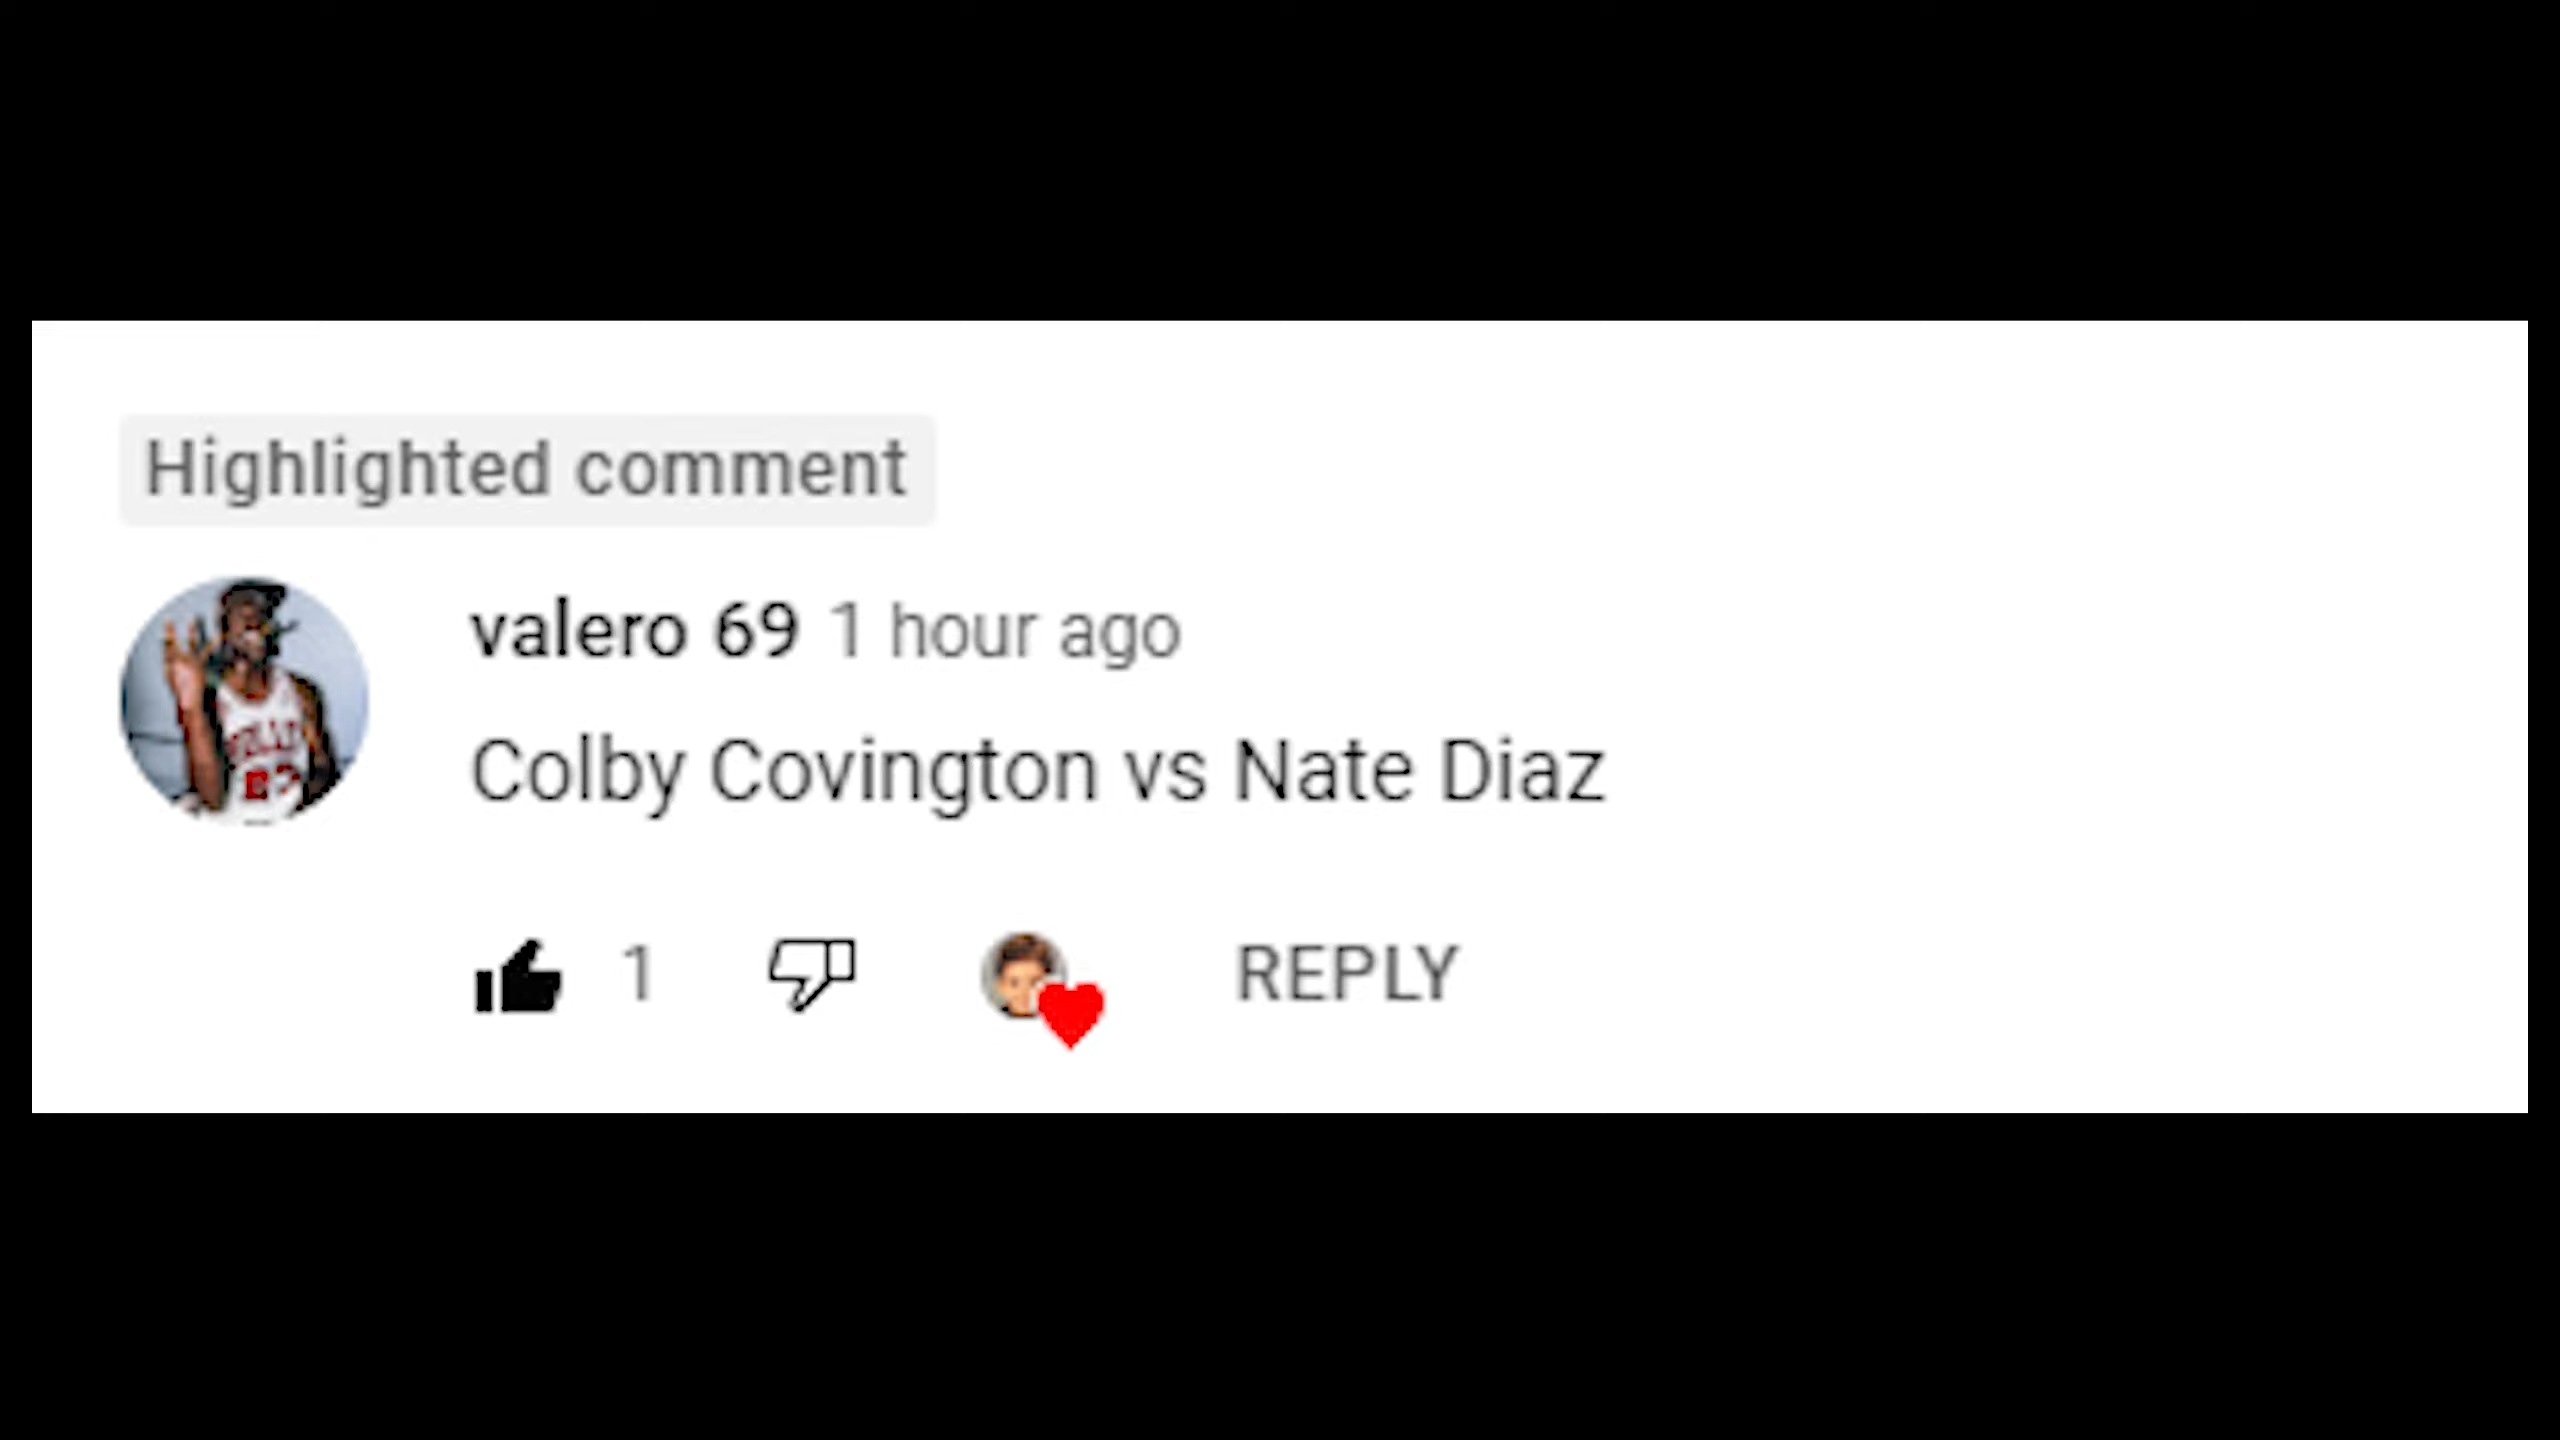 Highlighted comment
valero 69 1 hour ago
Colby Covington vs Nate Diaz
1
REPLY